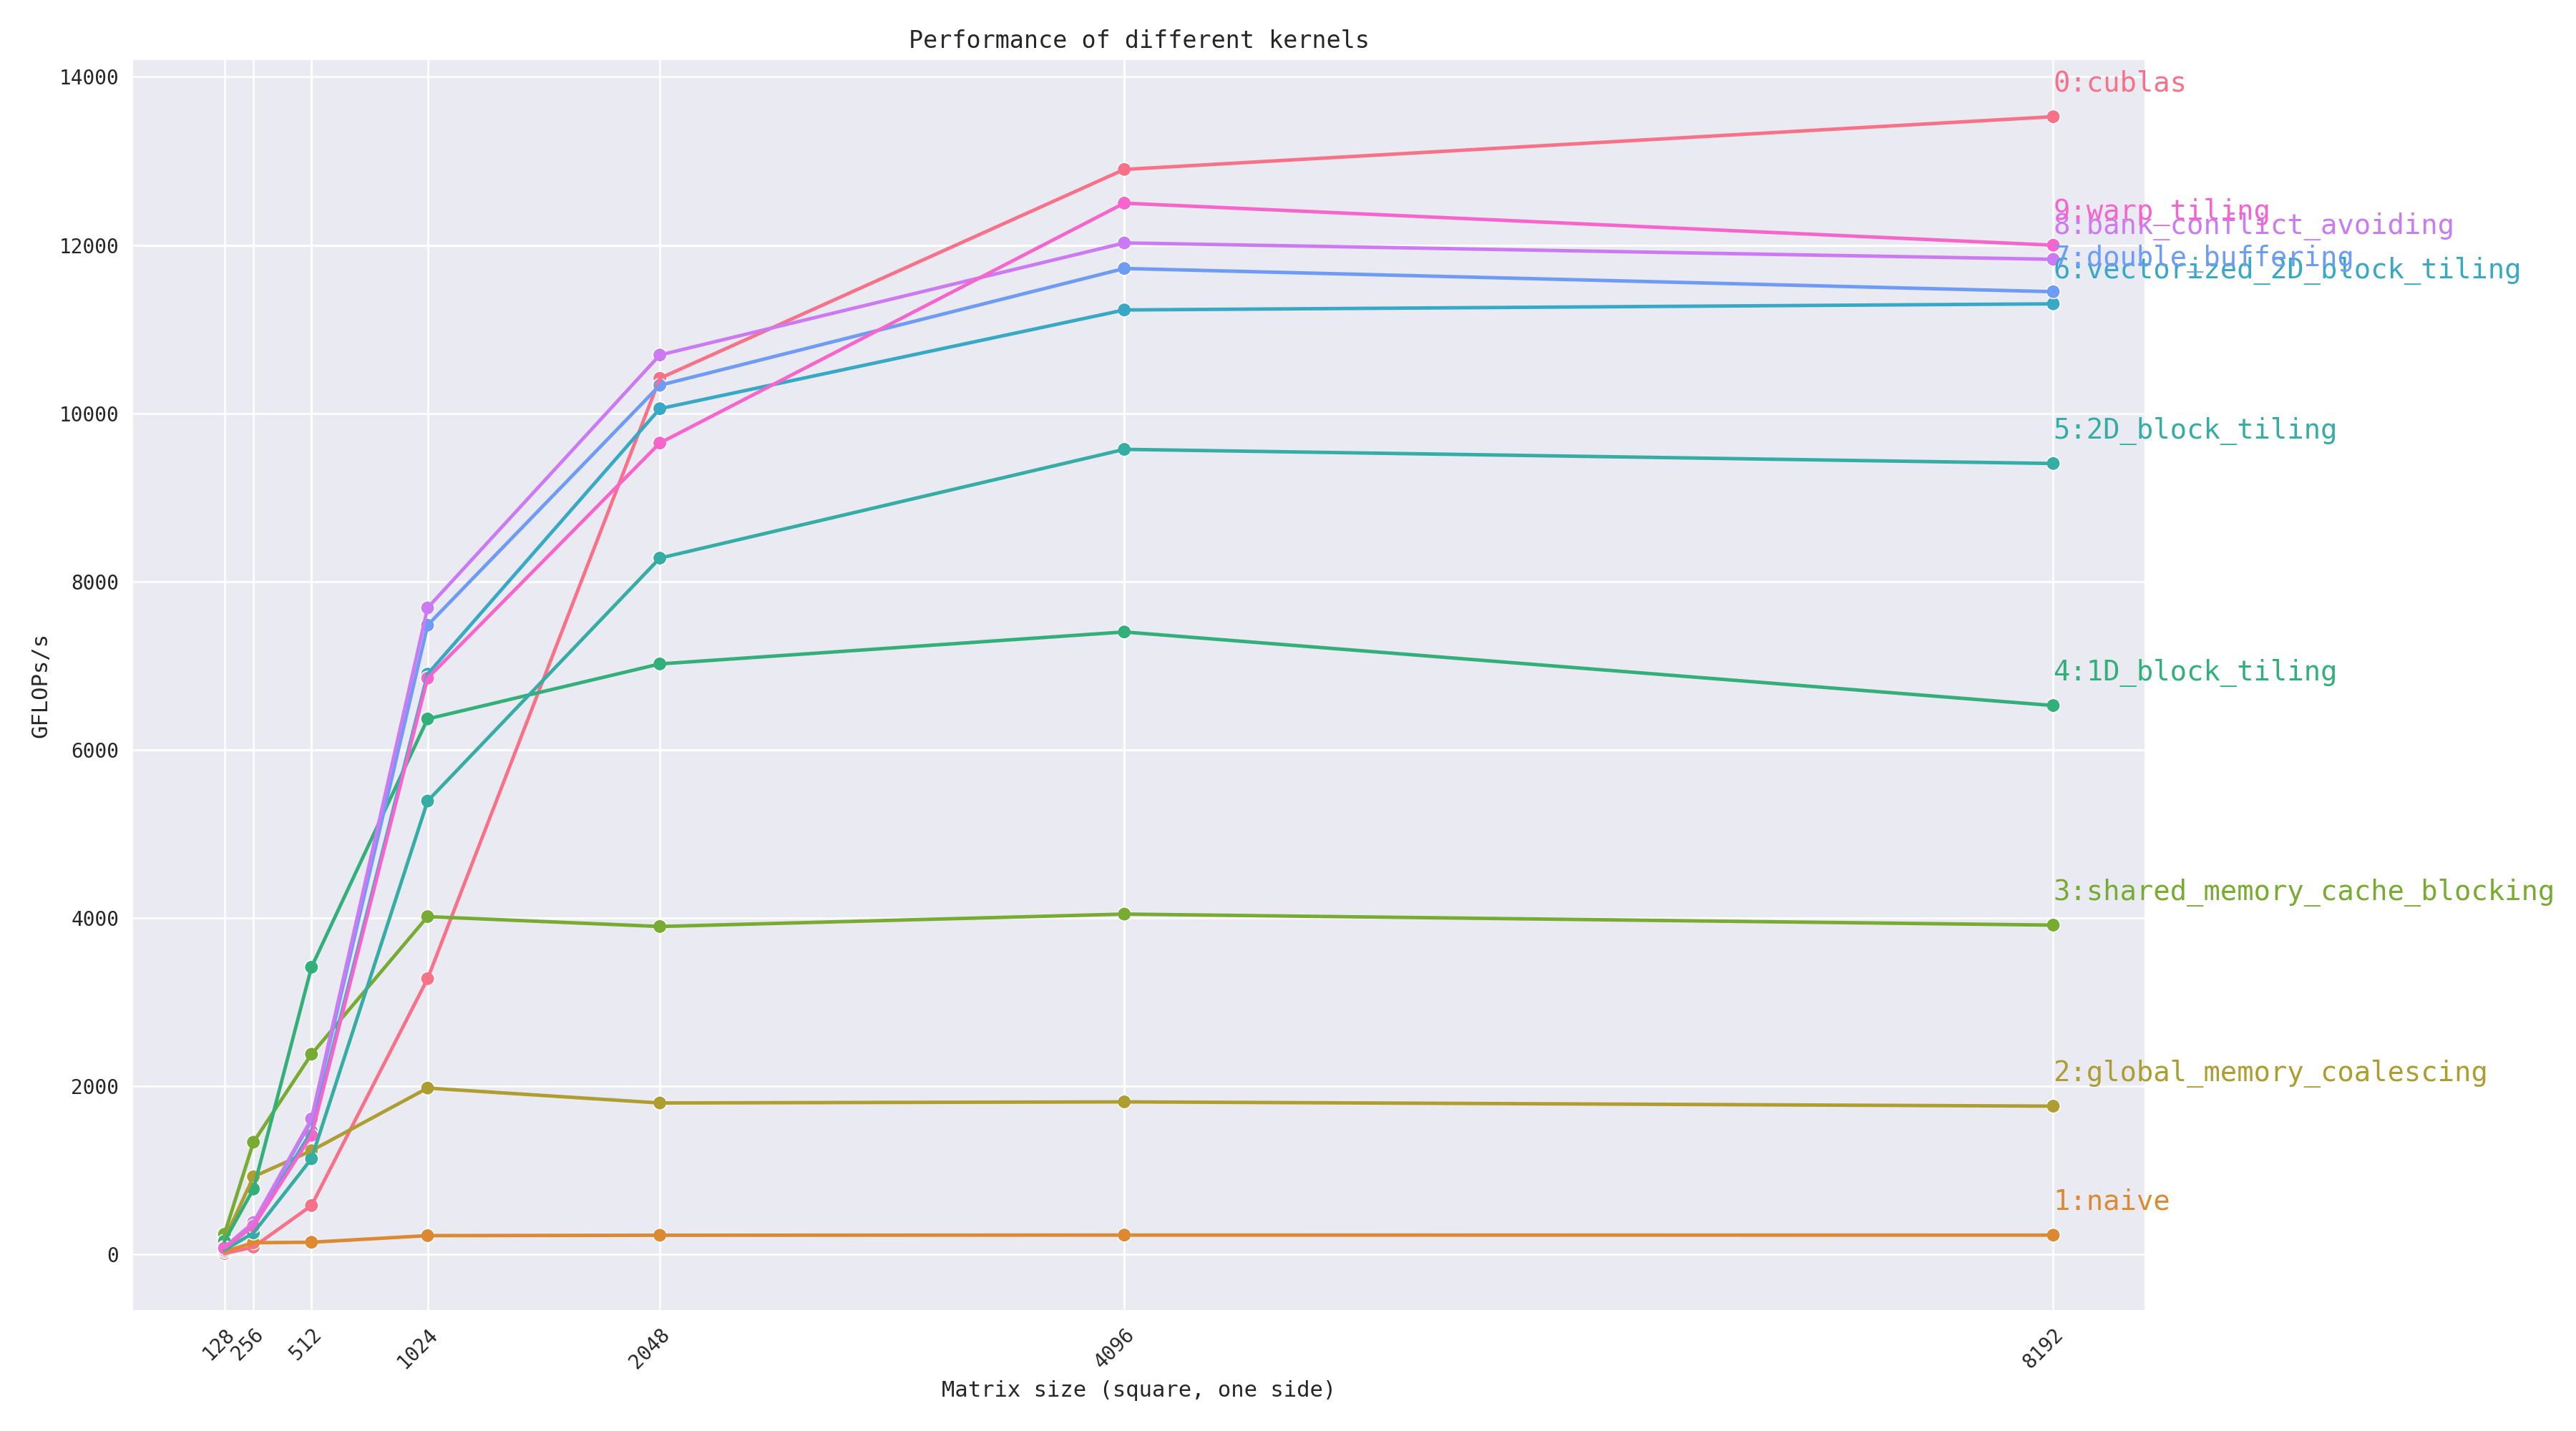 Performance of different kernels
14000
12000
10000
8000
6000
4000
2000
0
GFLOPs/s
0:cublas
9:warp_tiling
8:bank_conflict_avoiding
7:double_buffering
6:vectorized_2D_block_tiling
5:2D_block_tiling
4:1D_block_tiling
3:shared_memory_cache_blocking
2:global_memory_coalescing
1:naive
128
256
512
1024
2048
4096
8192
Matrix size (square, one side)